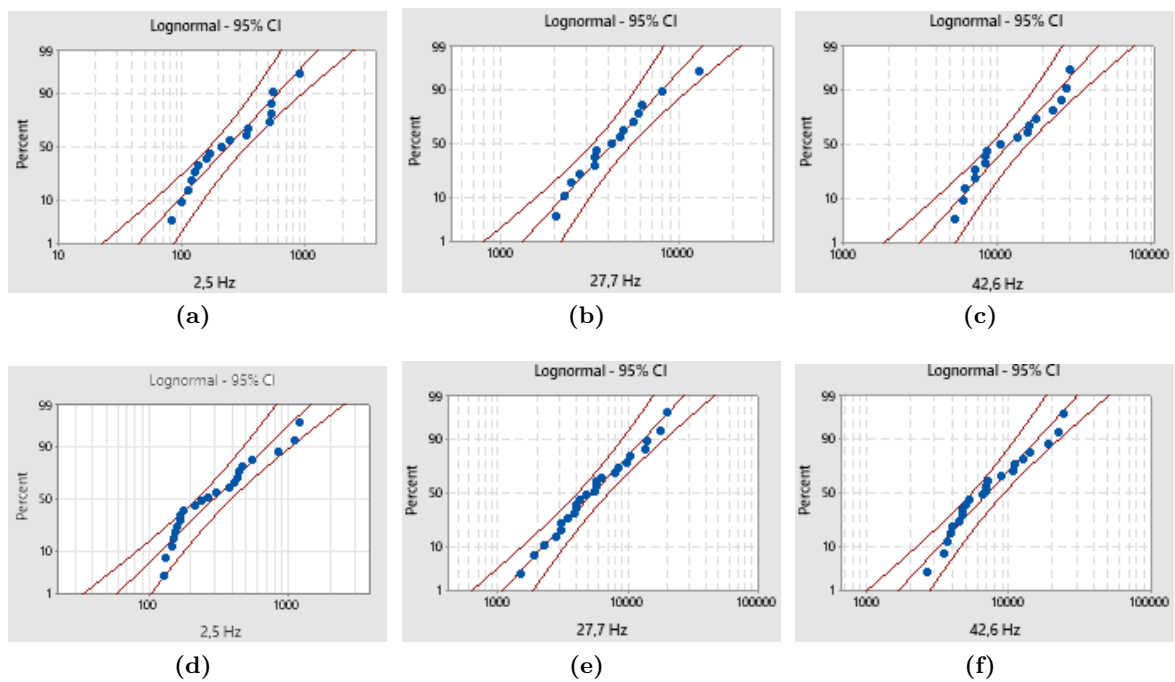 Lognormal - 95% CI
99
90
50
10
1
Percent
10
100
1000
2,5 Hz
(a)
Lognormal - 95% CI
99
90
50
10
1
Percent
1000
10000
27,7 Hz
(b)
Lognormal - 95% CI
99
90
50
10
1
Percent
1000
10000
100000
42,6 Hz
(c)
Lognormal - 95% CI
99
90
50
10
1
Percent
100
1000
2,5 Hz
(d)
Lognormal - 95% CI
99
90
50
10
1
Percent
1000
10000
100000
27,7 Hz
(e)
Lognormal - 95% CI
99
90
50
10
1
Percent
1000
10000
100000
42,6 Hz
(f)